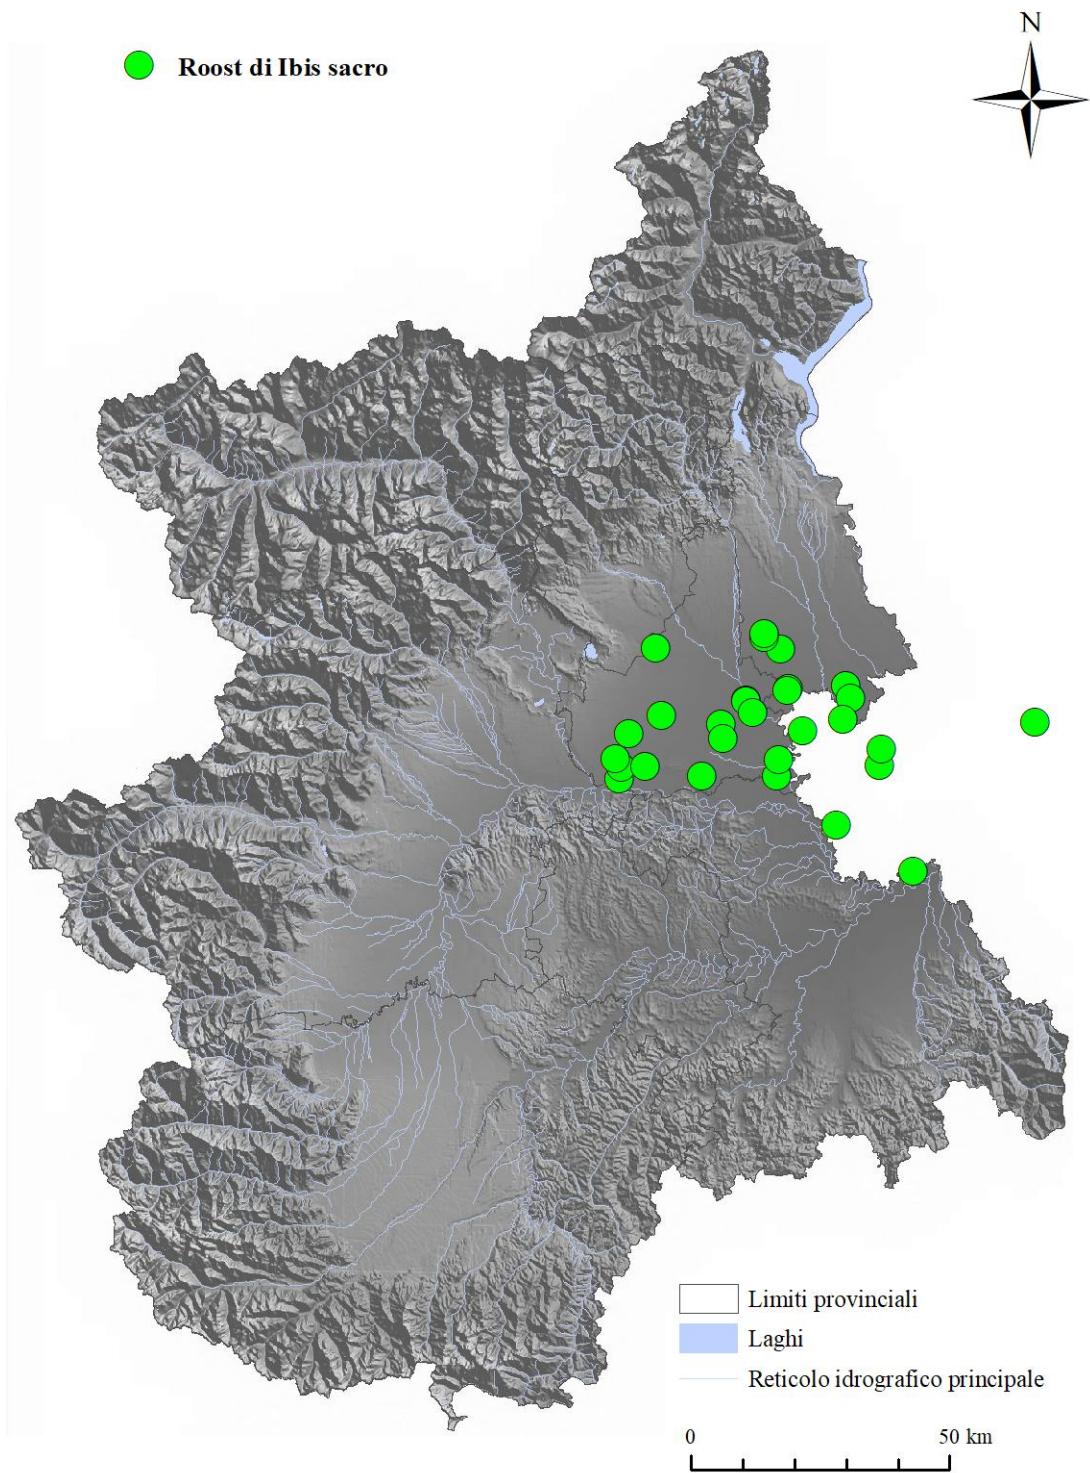 N
Roost di Ibis sacro
Limiti provinciali
Laghi
Reticolo idrografico principale
0 50 km